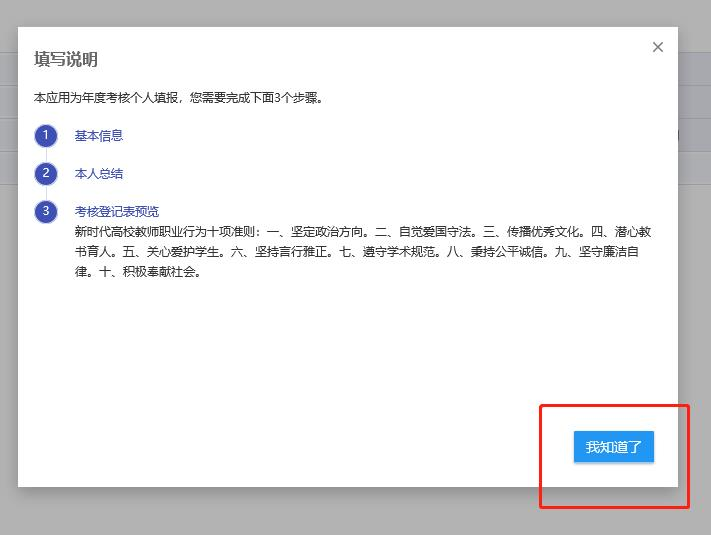 填写说明
本应用为年度考核个人填报，您需要完成下面3个步骤。
1 基本信息
2 本人总结
3 考核登记表预览
新时代高校教师职业行为十项准则：一、坚定政治方向。二、自觉爱国守法。三、传播优秀文化。四、潜心教
书育人。五、关心爱护学生。六、坚持言行雅正。七、遵守学术规范。八、秉持公平诚信。九、坚守廉洁自
律。十、积极奉献社会。
我知道了